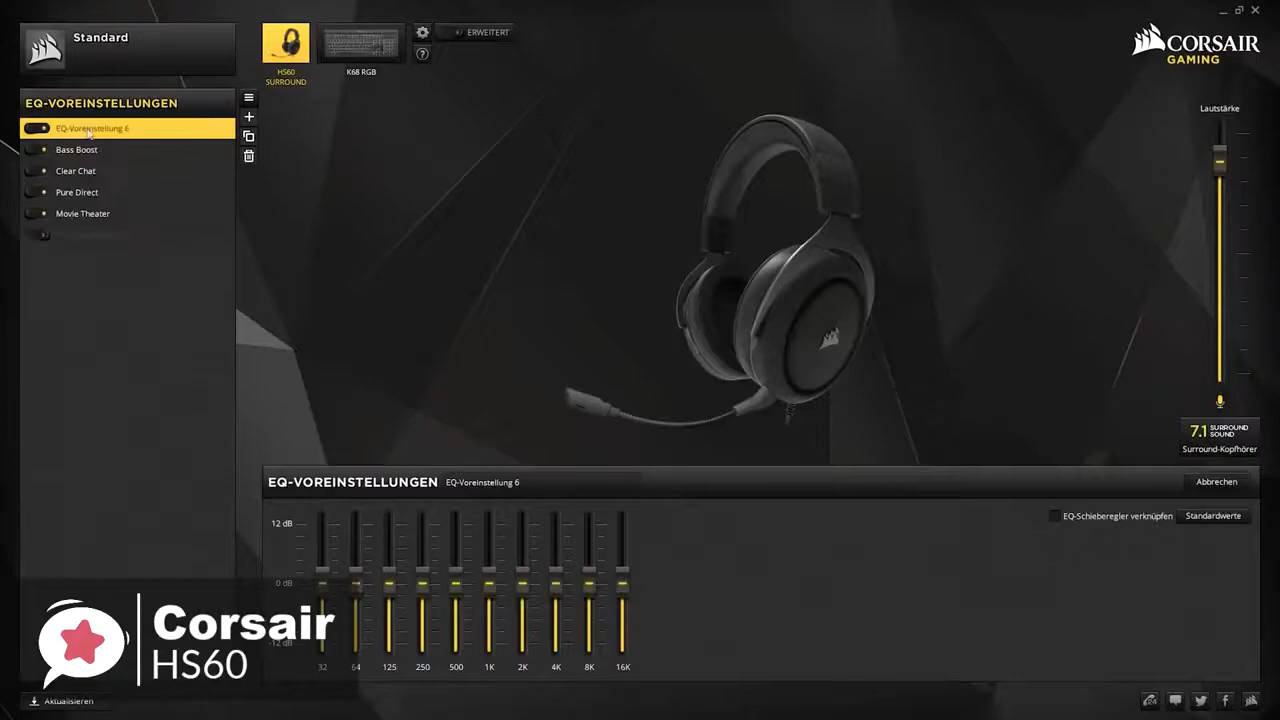 Standard
HS60
SURROUND
K68 RGB
ERWEITERT
CORSAIR
GAMING
EQ-VOREINSTELLUNGEN
EQ-Voreinstellung 6
Bass Boost
Clear Chat
Pure Direct
Movie Theater
Lautstärke
7.1 SURROUND
SOUND
Surround-Kopfhörer
EQ-VOREINSTELLUNGEN EQ-Voreinstellung 6
Abbrechen
EQ-Schieberegler verknüpfen
Standardwerte
12 dB
0 dB
-12 dB
32 64 125 250 500 1K 2K 4K 8K 16K
Corsair
HS60
Aktualisieren